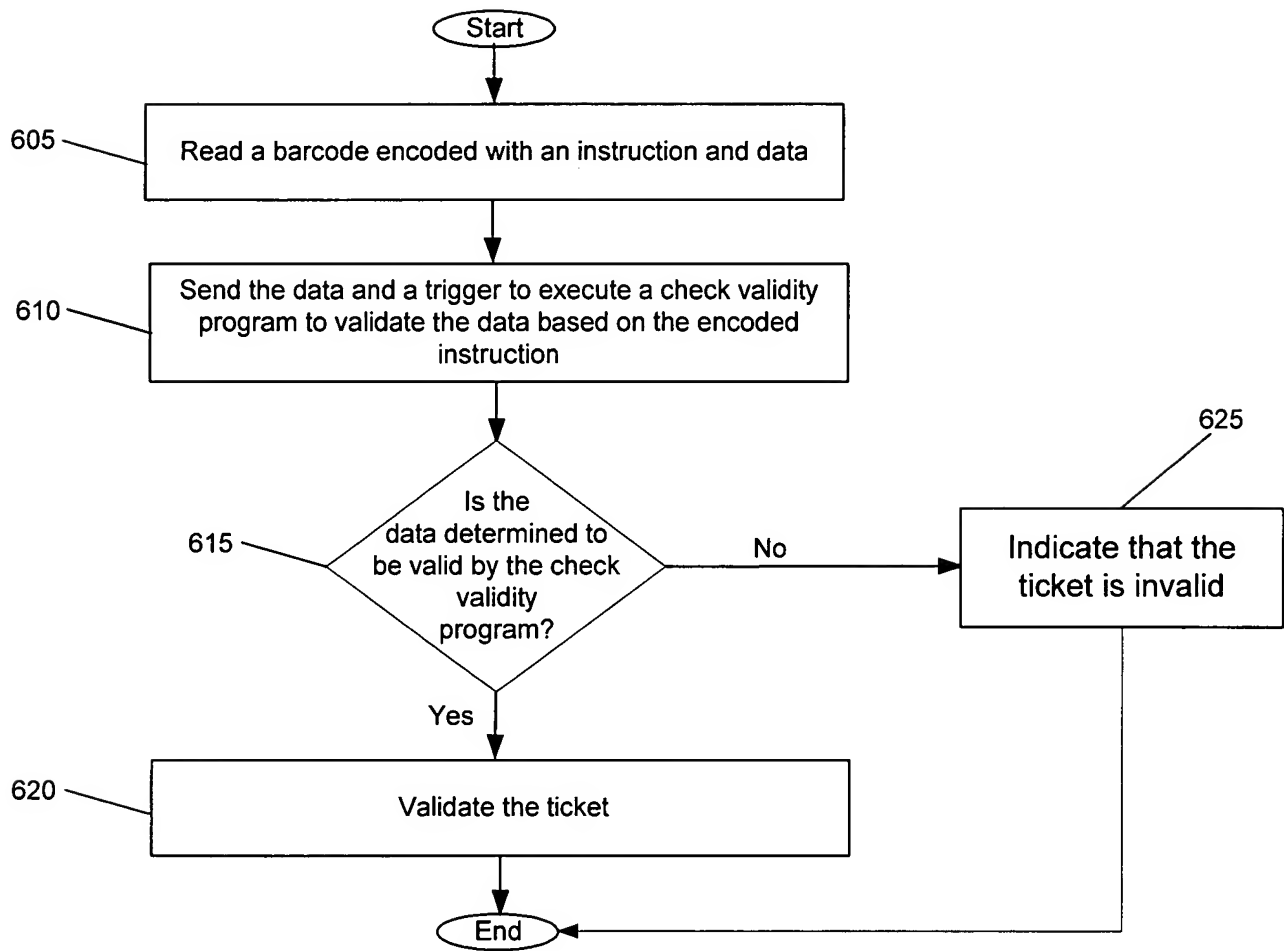 Start
605
Read a barcode encoded with an instruction and data
610
Send the data and a trigger to execute a check validity
program to validate the data based on the encoded
instruction
615
Is the
data determined to
be valid by the check
validity
program?
No
625
Indicate that the
ticket is invalid
Yes
620
Validate the ticket
End